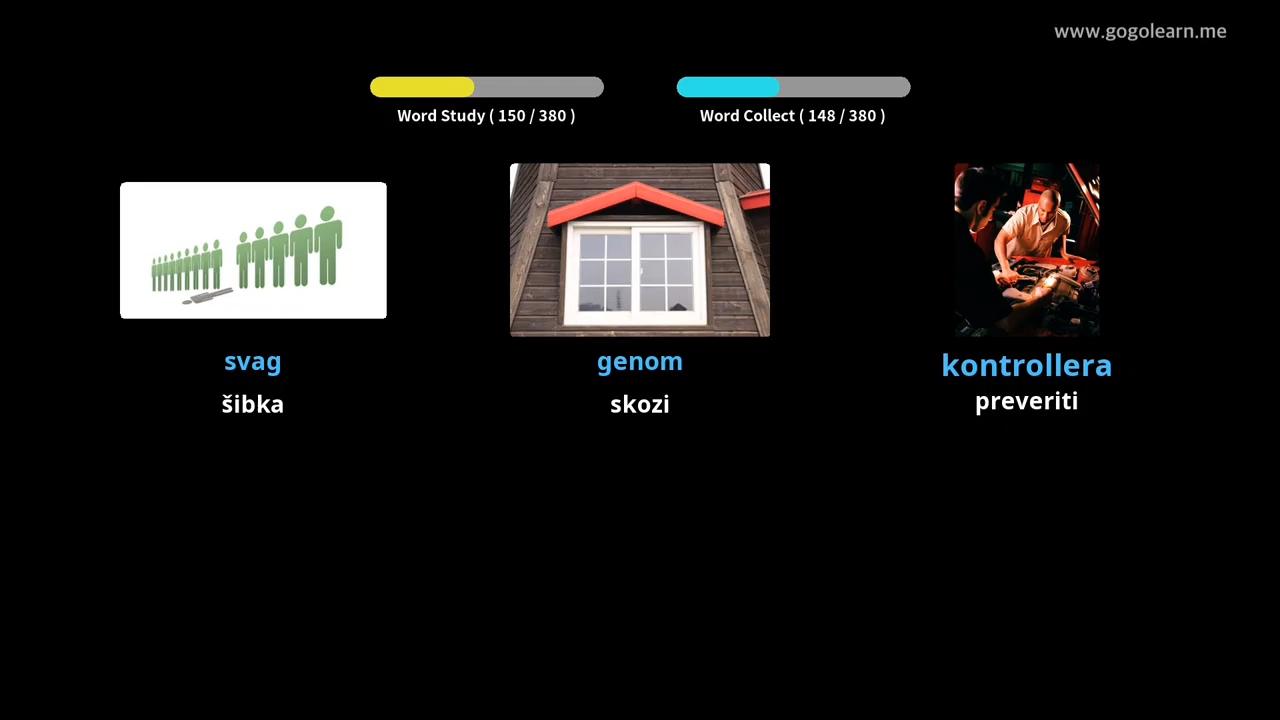 www.gogolearn.me
Word Study ( 150 / 380 )
Word Collect ( 148 / 380 )
svag
genom
kontrollera
šibka
skozi
preveriti